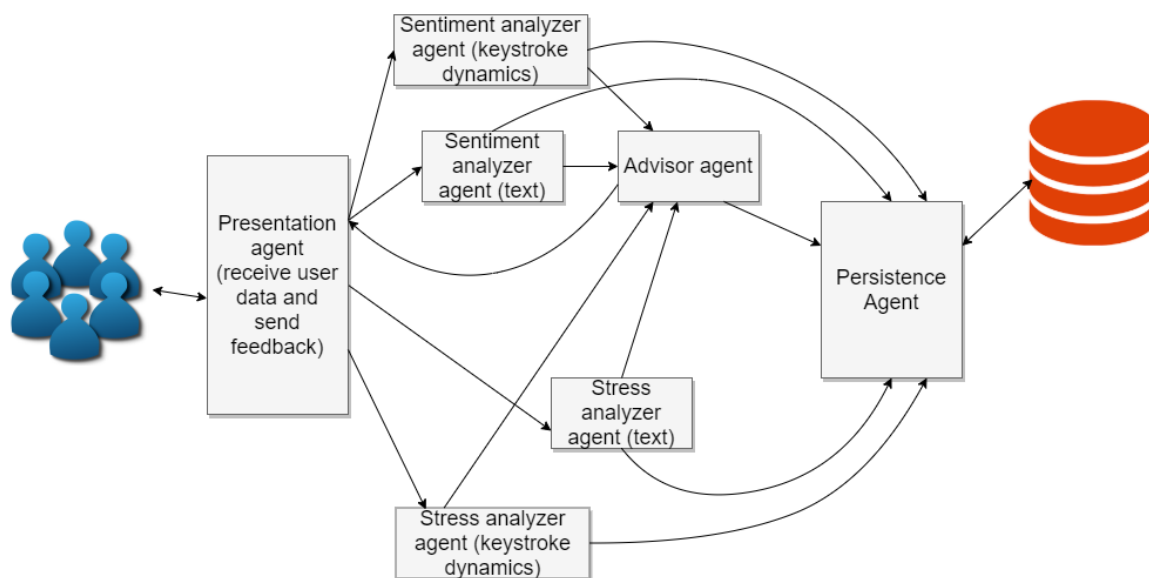 Sentiment analyzer
agent (keystroke
dynamics)
Sentiment
analyzer
agent (text)
Advisor agent
Presentation
agent
(receive user
data and
send
feedback)
Persistence
Agent
Stress
analyzer
agent (text)
Stress analyzer
agent (keystroke
dynamics)